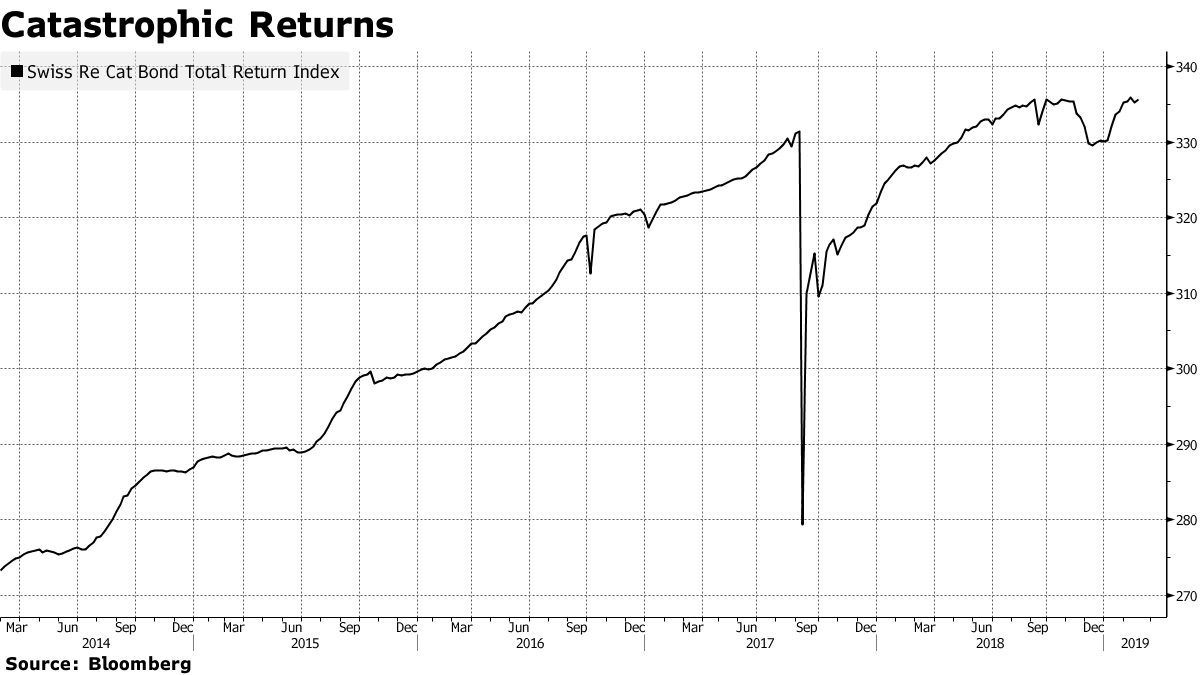 Catastrophic Returns
Swiss Re Cat Bond Total Return Index
340
330
320
310
300
290
280
270
Mar Jun Sep Dec Mar Jun Sep Dec Mar Jun Sep Dec Mar Jun Sep Dec Mar Jun Sep Dec
2014 2015 2016 2017 2018 2019
Source: Bloomberg